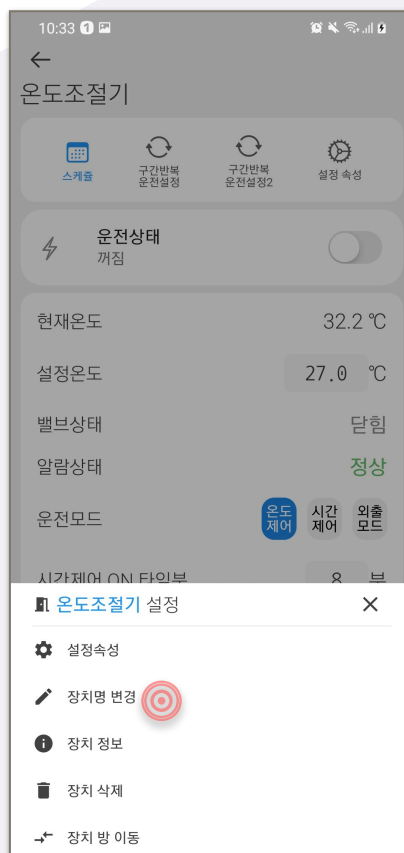 10:33 1
온도조절기
스케쥴
구간반복
운전설정
구간반복
운전설정2
설정 속성
운전상태
꺼짐
현재온도 32.2 ℃
설정온도 27.0 ℃
밸브상태 닫힘
알람상태 정상
운전모드
온도
제어
시간
제어
외출
모드
시간제어 ON 타임부 8 부
온도조절기 설정
설정속성
장치명 변경
장치 정보
장치 삭제
장치 방 이동